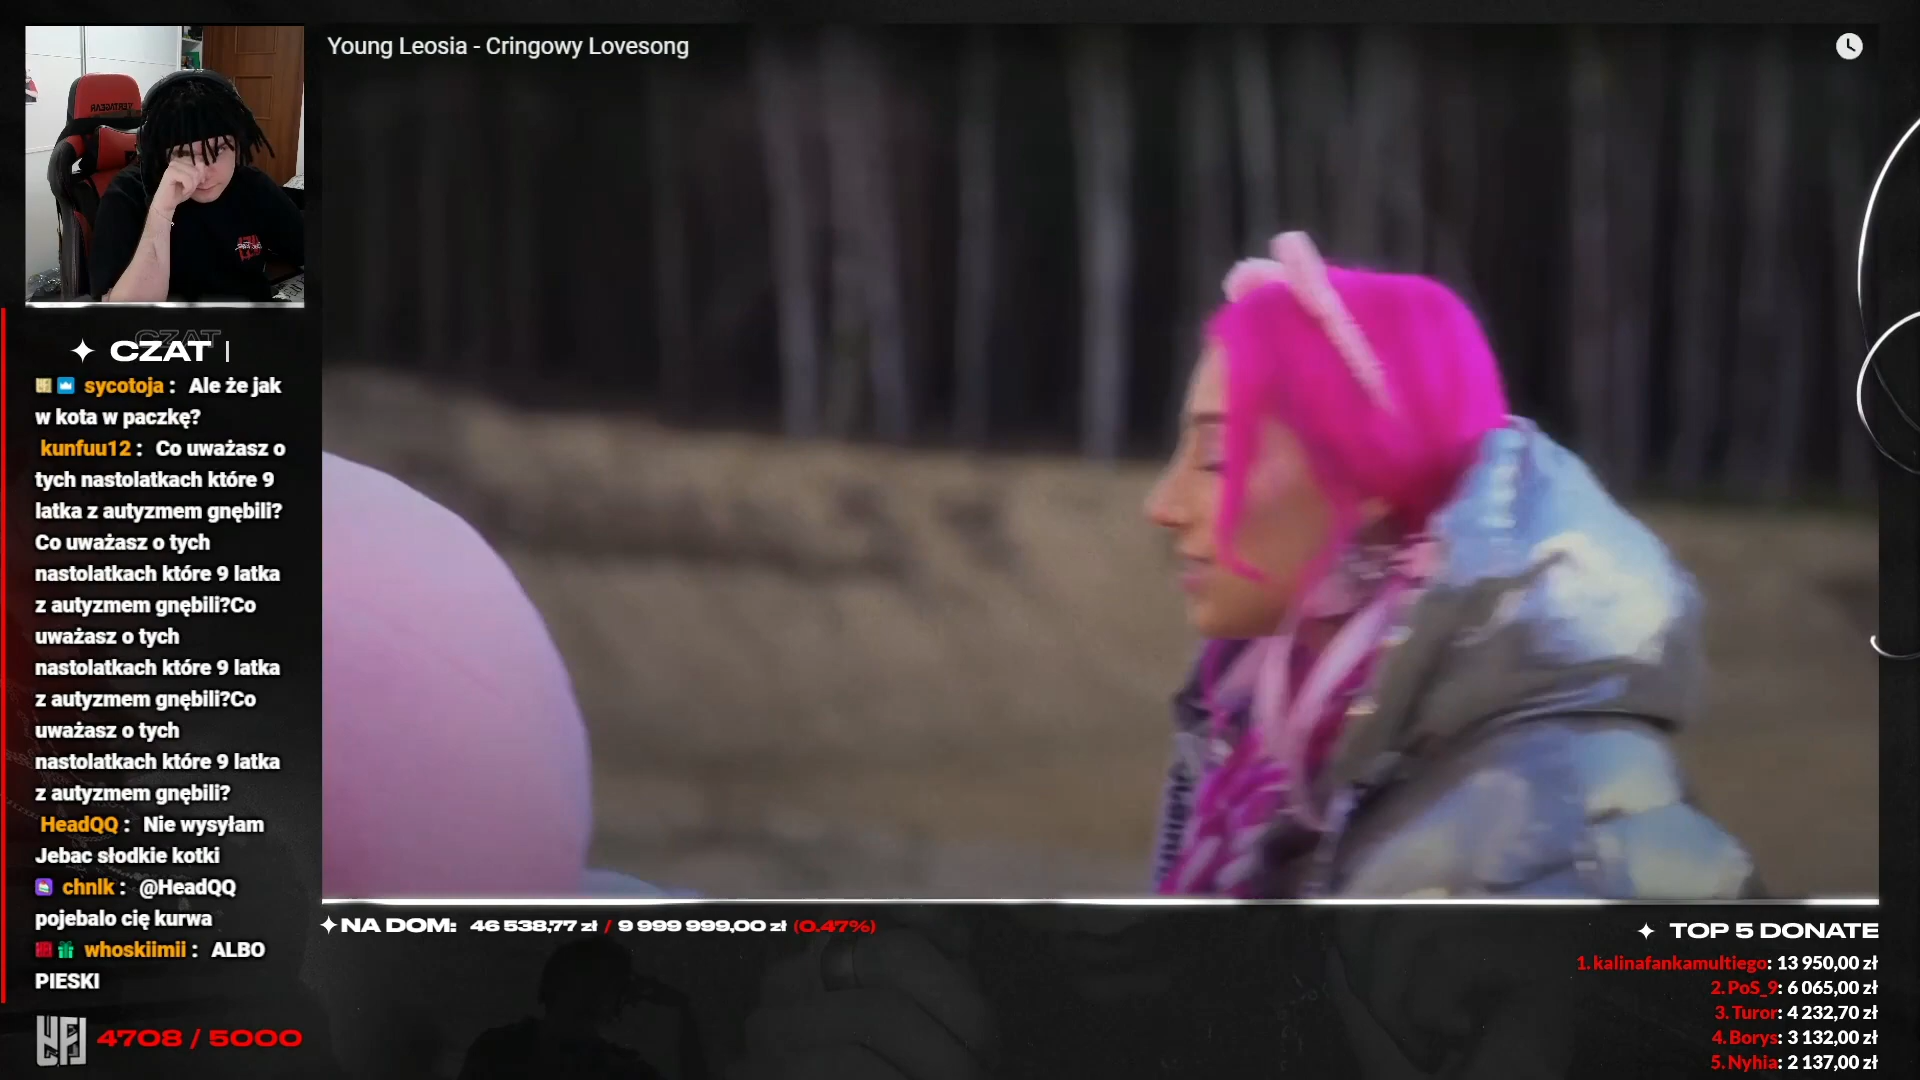 Young Leosia - Cringowy Lovesong
CZAT
sycotoja : Ale że jak
w kota w paczkę?
kunfuu12 : Co uważasz o
tych nastolatkach które 9
latka z autyzmem gnębili?
Co uważasz o tych
nastolatkach które 9 latka
z autyzmem gnębili?Co
uważasz o tych
nastolatkach które 9 latka
z autyzmem gnębili?Co
uważasz o tych
nastolatkach które 9 latka
z autyzmem gnębili?
HeadQQ : Nie wysyłam
Jebac słodkie kotki
chnlk : @HeadQQ
pojebalo cię kurwa
whoskiimii : ALBO
PIESKI
4708 / 5000
NA DOM: 46 538,77 zł / 9 999 999,00 zł (0.47%)
TOP 5 DONATE
1. kalinafankamultiego: 13 950,00 zł
2. PoS_9: 6 065,00 zł
3. Turor: 4 232,70 zł
4. Borys: 3 132,00 zł
5. Nyhia: 2 137,00 zł